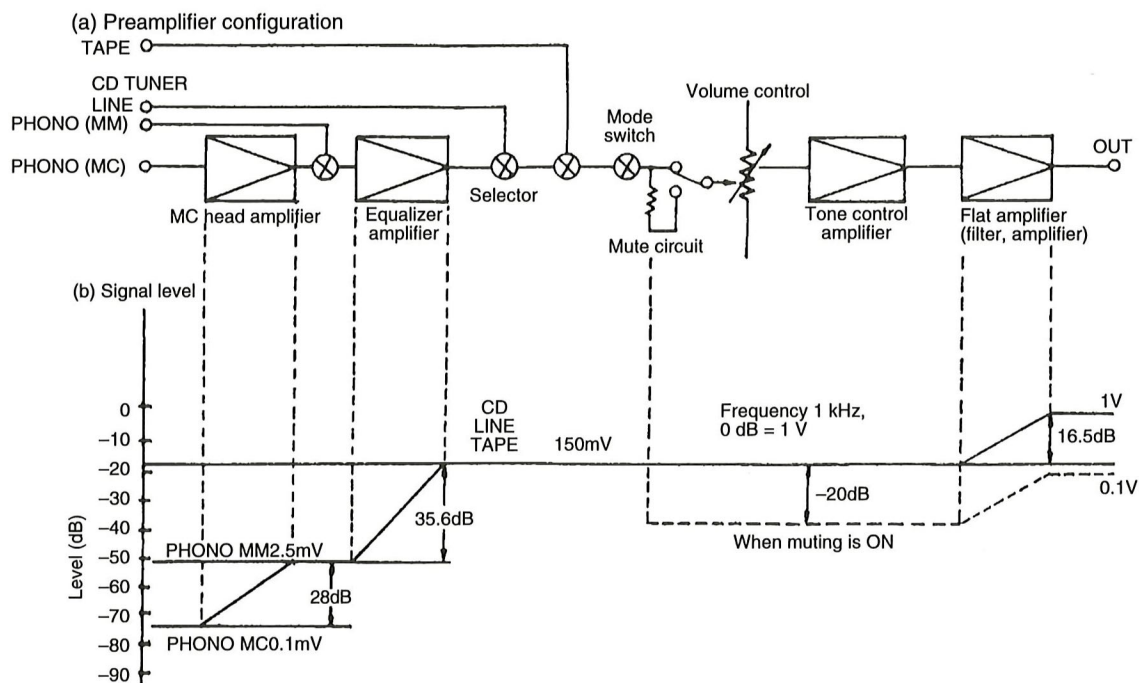 (a) Preamplifier configuration
TAPE
CD TUNER
LINE
PHONO (MM)
PHONO (MC)
MC head amplifier
Equalizer
amplifier
Selector
Mode
switch
Mute circuit
Volume control
Tone control
amplifier
Flat amplifier
(filter, amplifier)
OUT
(b) Signal level
Level (dB)
0
–10
–20
–30
–40
–50
–60
–70
–80
–90
CD
LINE
TAPE
150mV
Frequency 1 kHz,
0 dB = 1 V
1V
16.5dB
0.1V
–20dB
When muting is ON
35.6dB
PHONO MM2.5mV
28dB
PHONO MC0.1mV